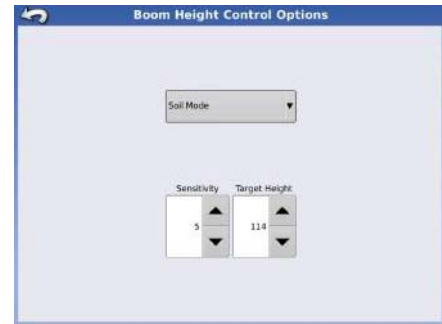 Boom Height Control Options
Soil Mode
Sensitivity Target Height
5 114